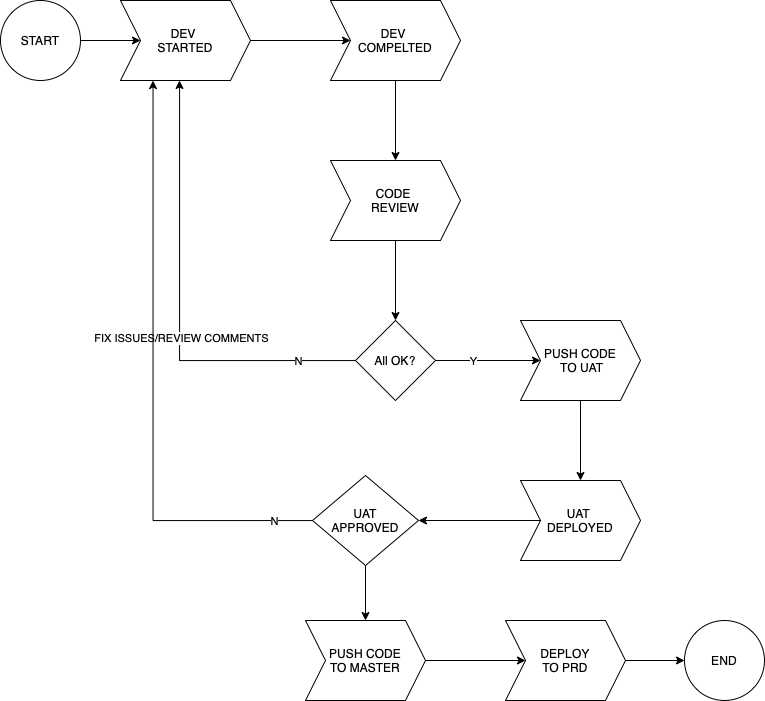 START
DEV
STARTED
DEV
COMPELTED
CODE
REVIEW
FIX ISSUES/REVIEW COMMENTS
N
All OK?
Y
PUSH CODE
TO UAT
N
UAT
APPROVED
UAT
DEPLOYED
PUSH CODE
TO MASTER
DEPLOY
TO PRD
END